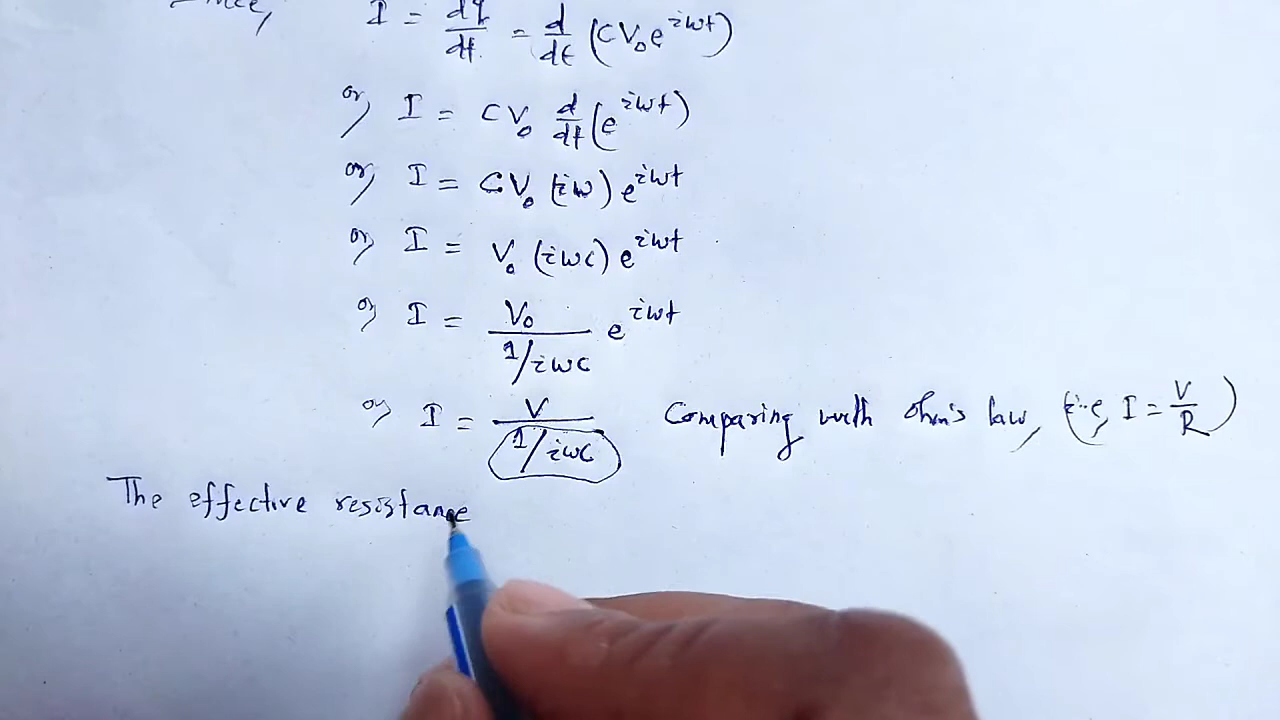 I = dq/dt = d/dt (CV₀e^{iωt})
or, I = CV₀ d/dt (e^{iωt})
or, I = CV₀ (iω) e^{iωt}
or, I = V₀ (iωC) e^{iωt}
or, I = V₀ / (1/iωC) e^{iωt}
or, I = V / (1/iωC) Comparing with ohm's law, (i.e, I = V/R)
The effective resistance